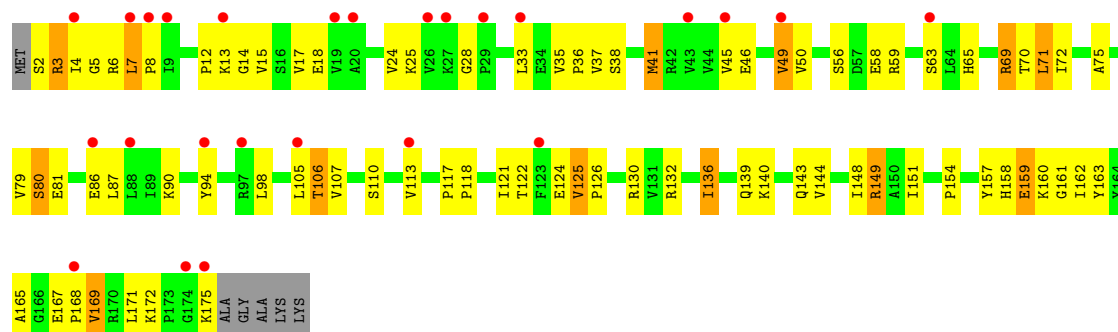 MET S2 R3 I4 G5 R6 L7 P8 I9 P12 K13 G14 V15 S16 V17 E18 V19 A20 V24 K25 V26 K27 G28 P29 L33 E34 V35 P36 V37 S38 M41 R42 V43 V44 V45 E46 V49 V50 S56 D57 E58 R59 S63 L64 H65 R69 T70 L71 I72 A75
V79 S80 E81 E86 L87 L88 I89 K90 Y94 R97 L98 L105 T106 V107 S110 V113 P117 P118 I121 T122 F123 E124 V125 P126 R130 V131 R132 I136 Q139 K140 Q143 V144 I148 R149 A150 I151 P154 Y157 H158 E159 K160 G161 I162 Y163 Y164
A165 G166 E167 P168 V169 R170 L171 K172 P173 G174 K175 ALA GLY ALA LYS LYS